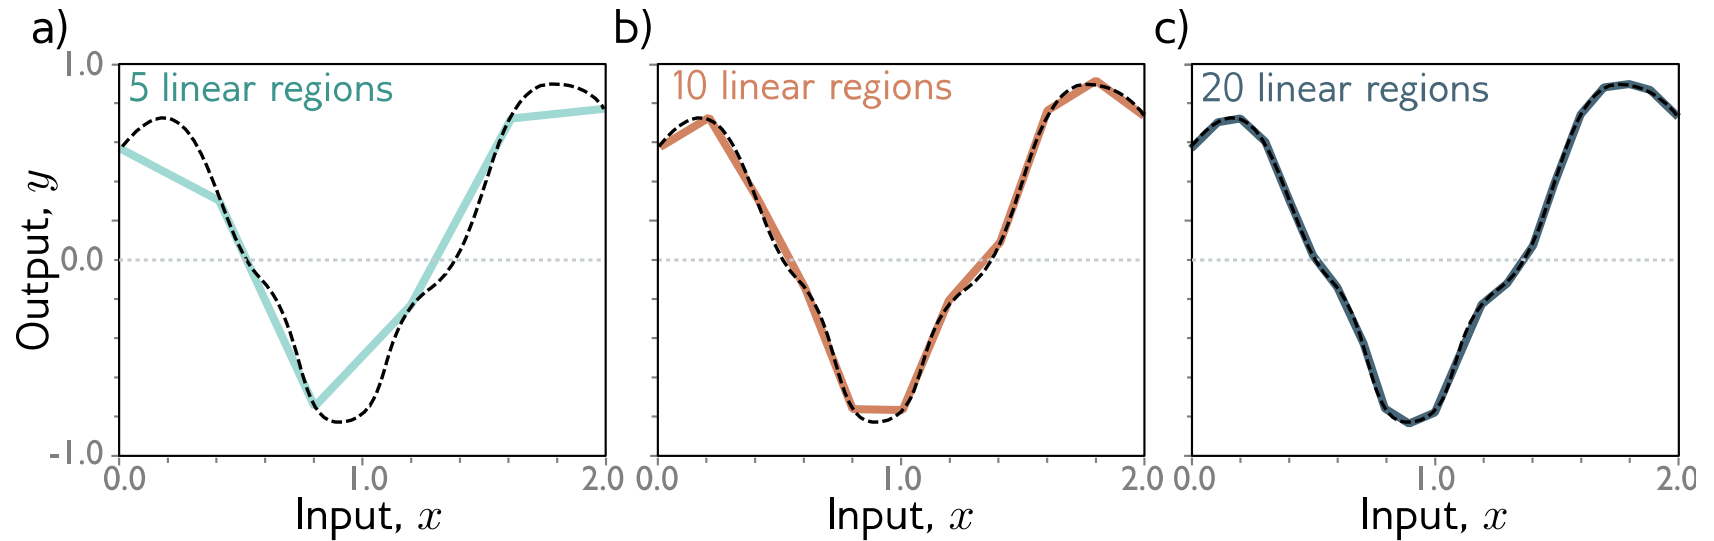 a)
5 linear regions
1.0
0.0
-1.0
Output, y
0.0 1.0 2.0
Input, x
b)
10 linear regions
0.0 1.0 2.0
Input, x
c)
20 linear regions
0.0 1.0 2.0
Input, x